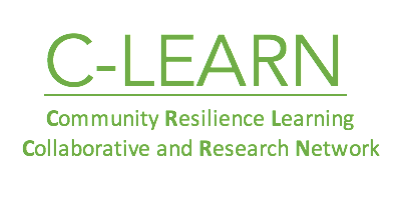 C-LEARN
Community Resilience Learning
Collaborative and Research Network